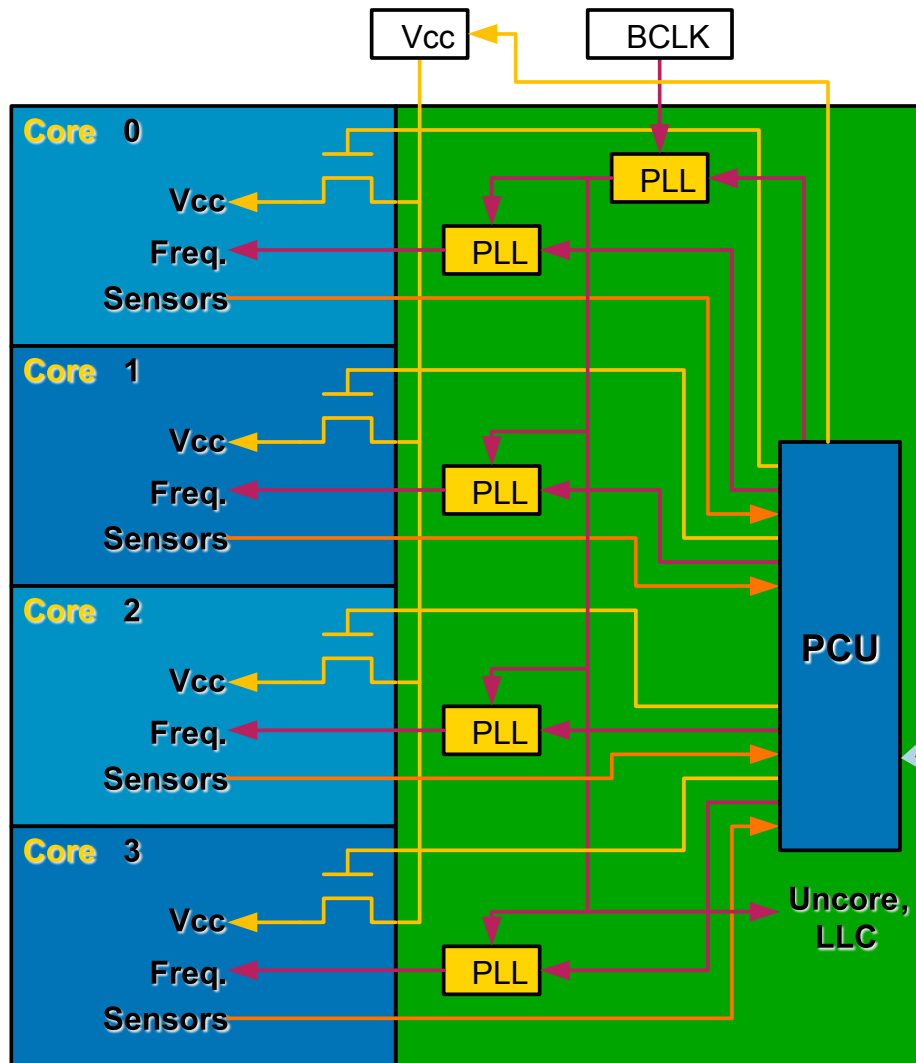 Vcc
BCLK
Core 0
Vcc
Freq.
Sensors
PLL
PLL
Core 1
Vcc
Freq.
Sensors
PLL
Core 2
Vcc
Freq.
Sensors
PLL
PCU
Core 3
Vcc
Freq.
Sensors
PLL
Uncore,
LLC